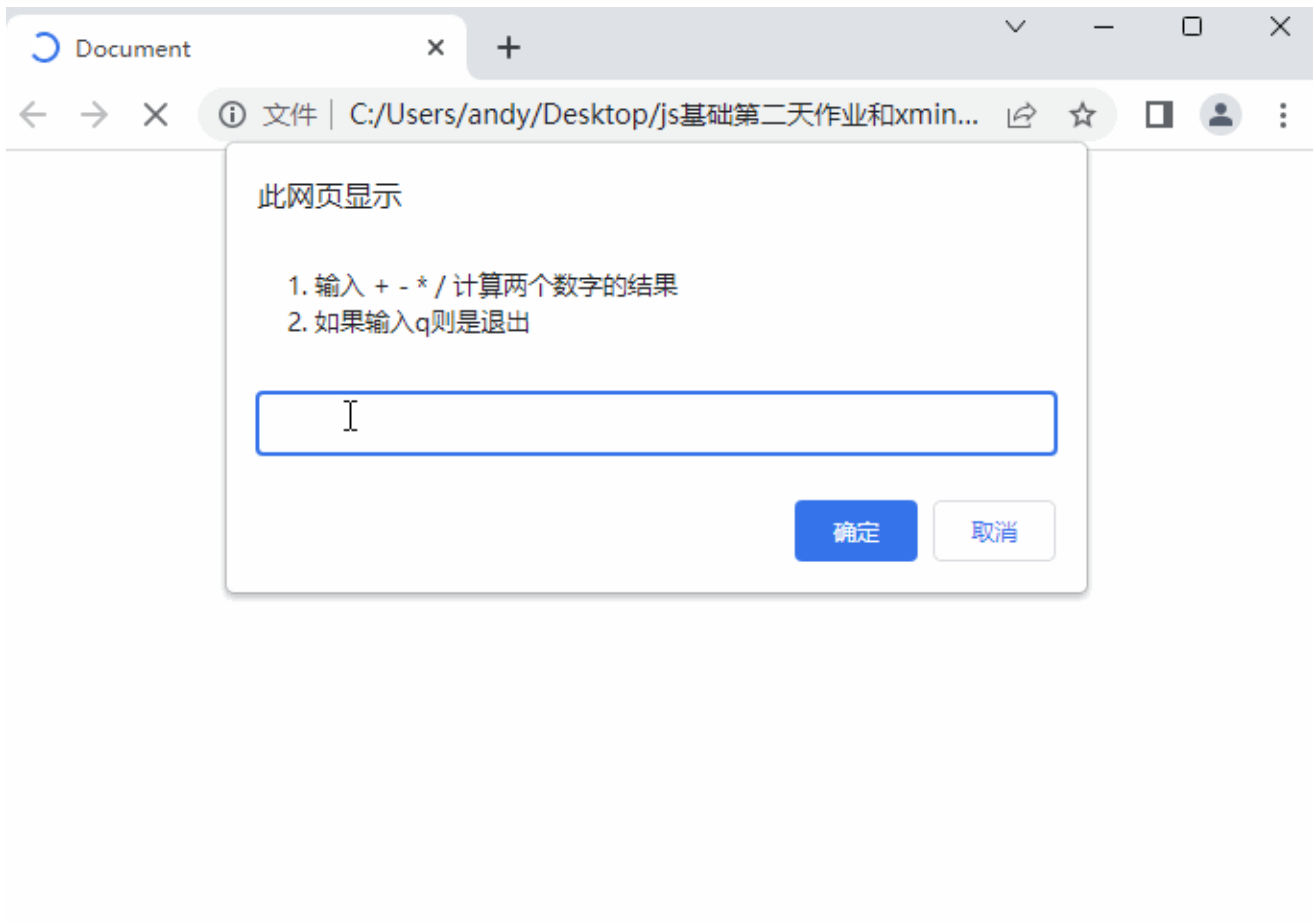 Document
文件 | C:/Users/andy/Desktop/js基础第二天作业和xmin...
此网页显示
1. 输入 + - * / 计算两个数字的结果
2. 如果输入q则是退出
确定 取消